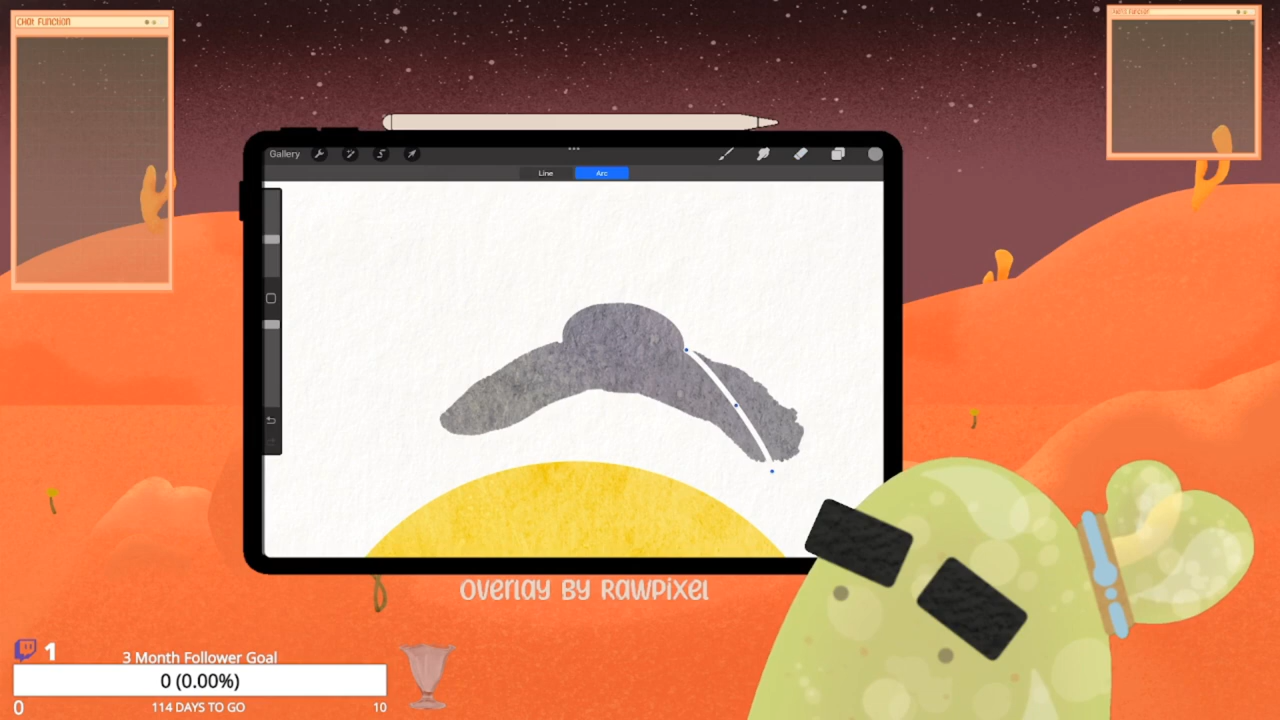 CHAT FUNCTION
Gallery
Line
Arc
OVERLAY BY RAWPIXEL
1
3 Month Follower Goal
0 (0.00%)
0
114 DAYS TO GO
10